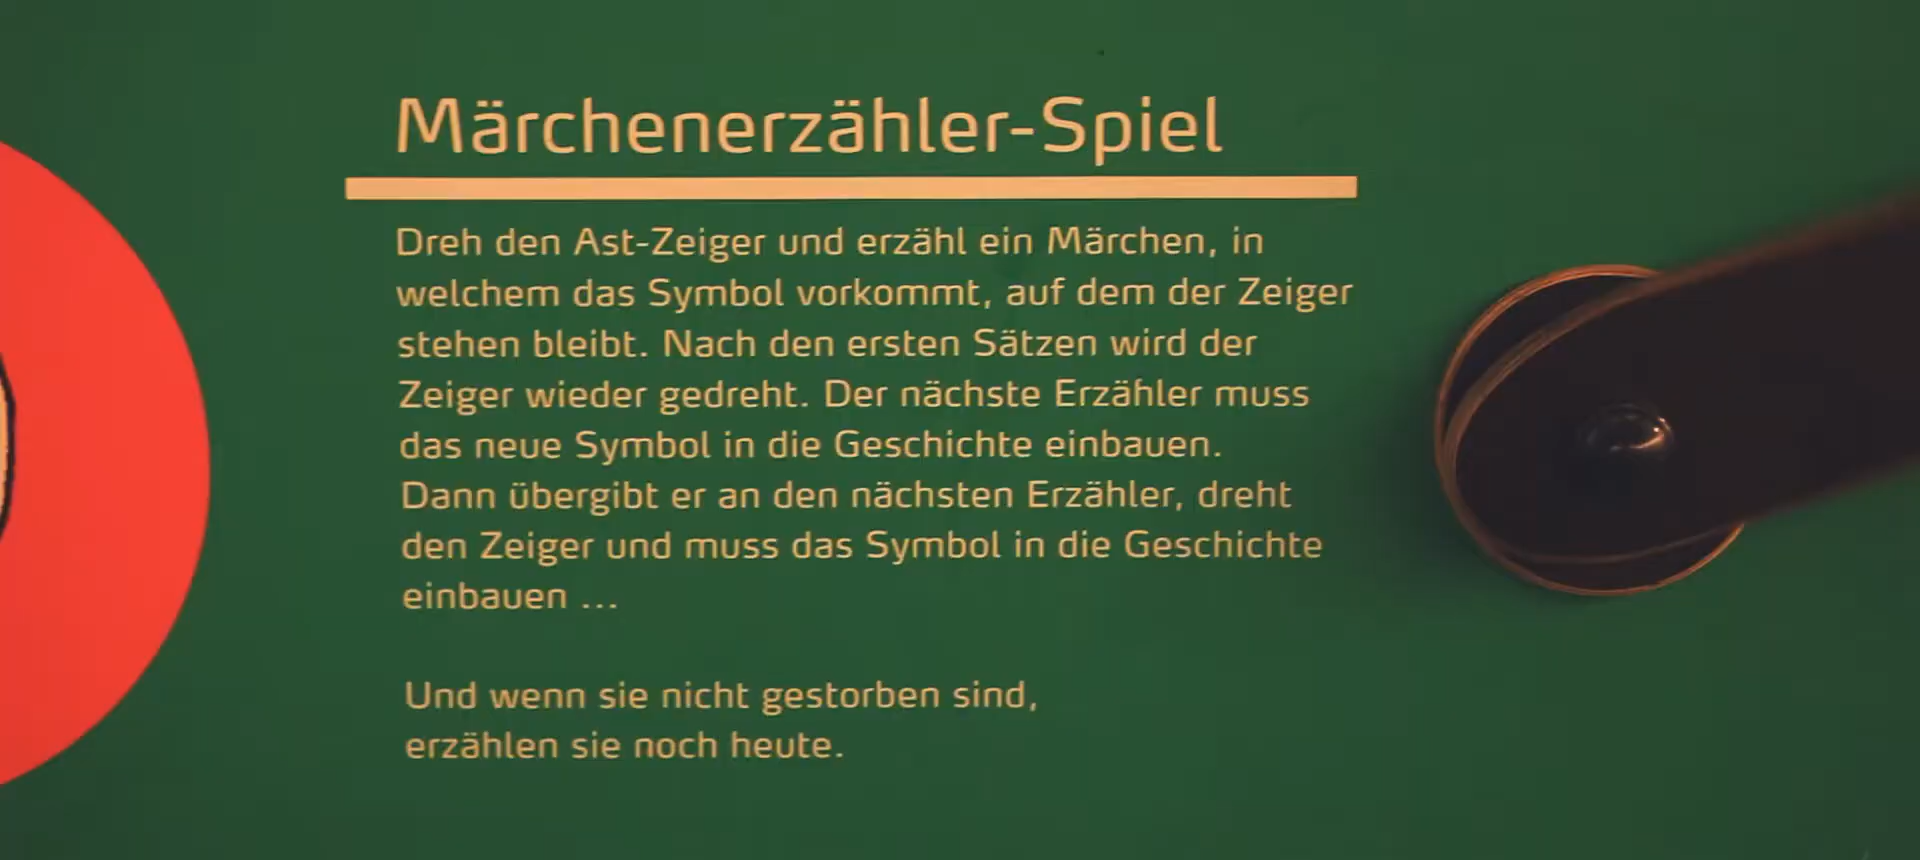 Märchenerzähler-Spiel
Dreh den Ast-Zeiger und erzähl ein Märchen, in
welchem das Symbol vorkommt, auf dem der Zeiger
stehen bleibt. Nach den ersten Sätzen wird der
Zeiger wieder gedreht. Der nächste Erzähler muss
das neue Symbol in die Geschichte einbauen.
Dann übergibt er an den nächsten Erzähler, dreht
den Zeiger und muss das Symbol in die Geschichte
einbauen ...
Und wenn sie nicht gestorben sind,
erzählen sie noch heute.